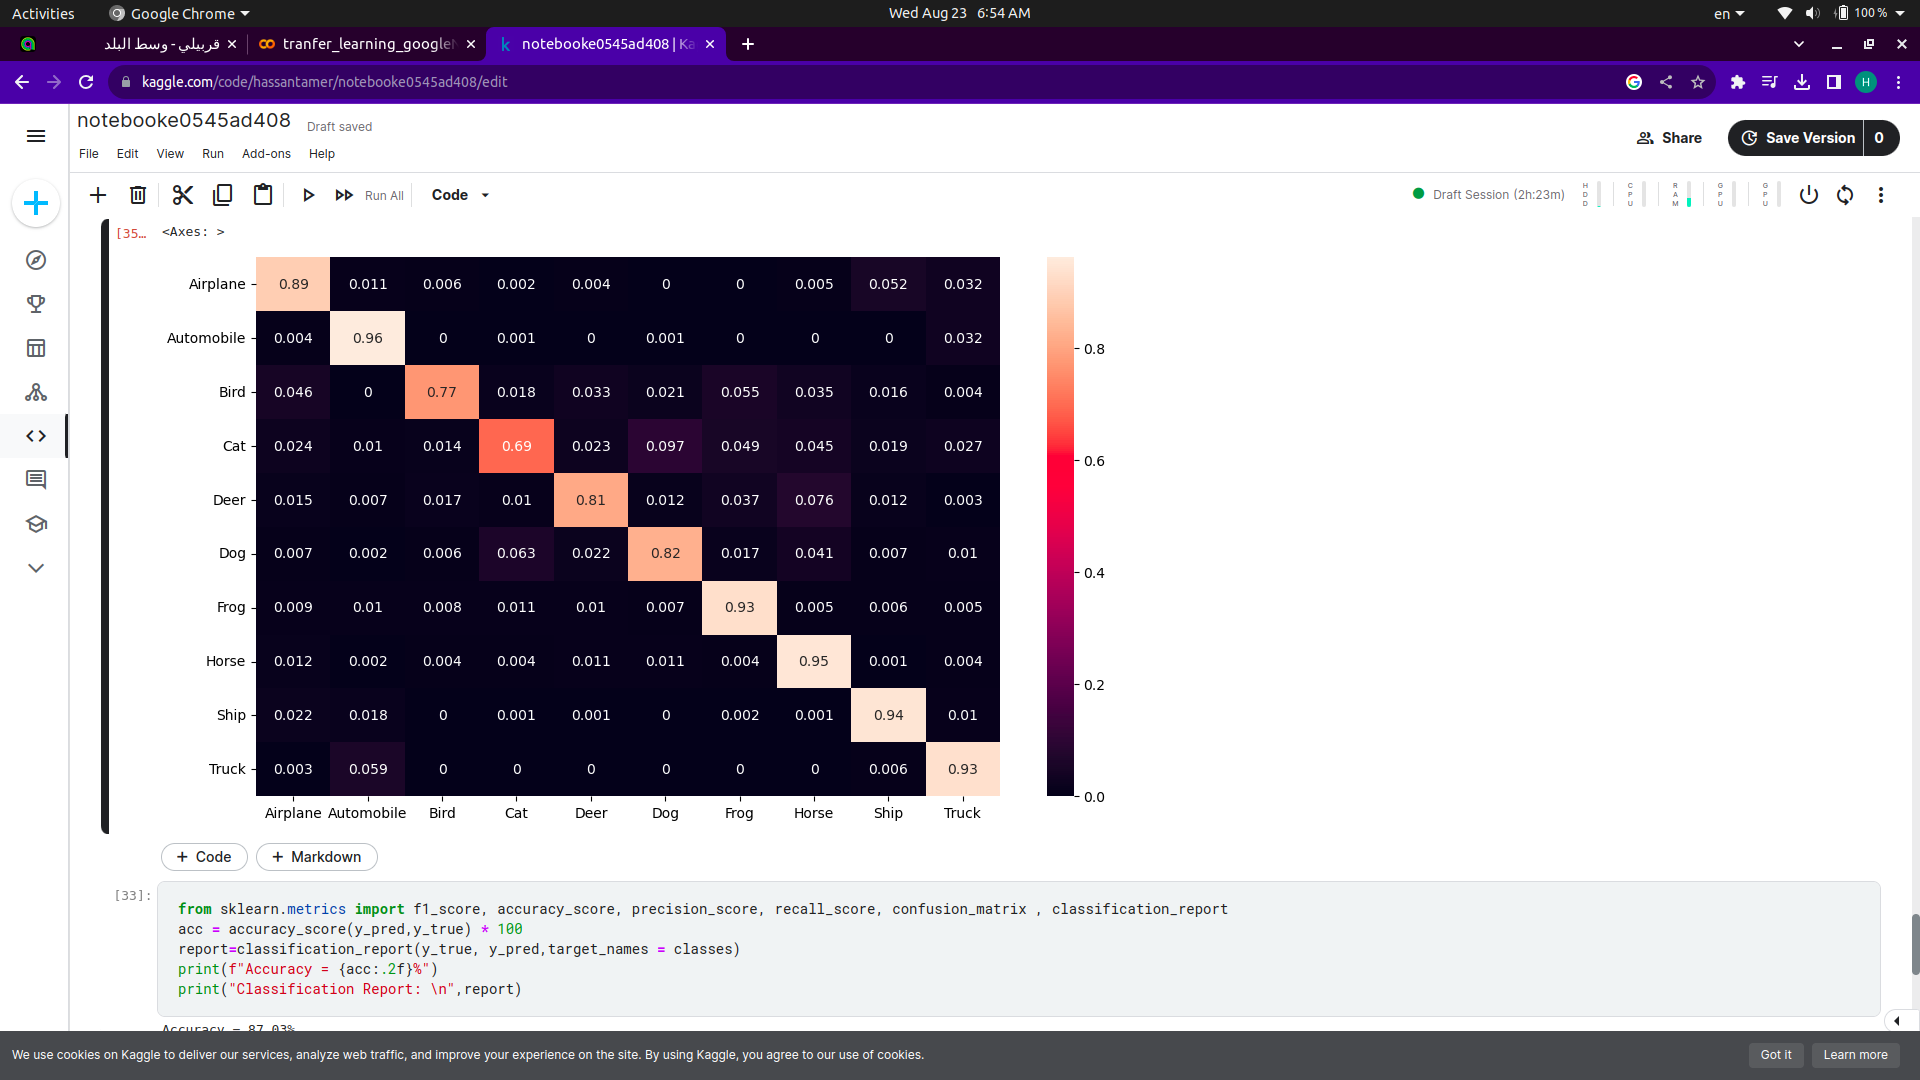 Activities Google Chrome Wed Aug 23 6:54 AM en 100 %
قربيلي - وسط البلد tranfer_learning_google notebooke0545ad408 | Ka
kaggle.com/code/hassantamer/notebooke0545ad408/edit H
notebooke0545ad408 Draft saved
Share Save Version 0
File Edit View Run Add-ons Help
Run All Code Draft Session (2h:23m) HDD CPU RAM GPU GPU
[35... <Axes: >
Airplane 0.89 0.011 0.006 0.002 0.004 0 0 0.005 0.052 0.032
Automobile 0.004 0.96 0 0.001 0 0.001 0 0 0 0.032
0.8
Bird 0.046 0 0.77 0.018 0.033 0.021 0.055 0.035 0.016 0.004
Cat 0.024 0.01 0.014 0.69 0.023 0.097 0.049 0.045 0.019 0.027
0.6
Deer 0.015 0.007 0.017 0.01 0.81 0.012 0.037 0.076 0.012 0.003
Dog 0.007 0.002 0.006 0.063 0.022 0.82 0.017 0.041 0.007 0.01
0.4
Frog 0.009 0.01 0.008 0.011 0.01 0.007 0.93 0.005 0.006 0.005
Horse 0.012 0.002 0.004 0.004 0.011 0.011 0.004 0.95 0.001 0.004
0.2
Ship 0.022 0.018 0 0.001 0.001 0 0.002 0.001 0.94 0.01
Truck 0.003 0.059 0 0 0 0 0 0 0.006 0.93
0.0
Airplane Automobile Bird Cat Deer Dog Frog Horse Ship Truck
+ Code + Markdown
[33]:
from sklearn.metrics import f1_score, accuracy_score, precision_score, recall_score, confusion_matrix , classification_report
acc = accuracy_score(y_pred,y_true) * 100
report=classification_report(y_true, y_pred,target_names = classes)
print(f"Accuracy = {acc:.2f}%")
print("Classification Report: \n",report)
Accuracy = 87.03%
We use cookies on Kaggle to deliver our services, analyze web traffic, and improve your experience on the site. By using Kaggle, you agree to our use of cookies. Got it Learn more